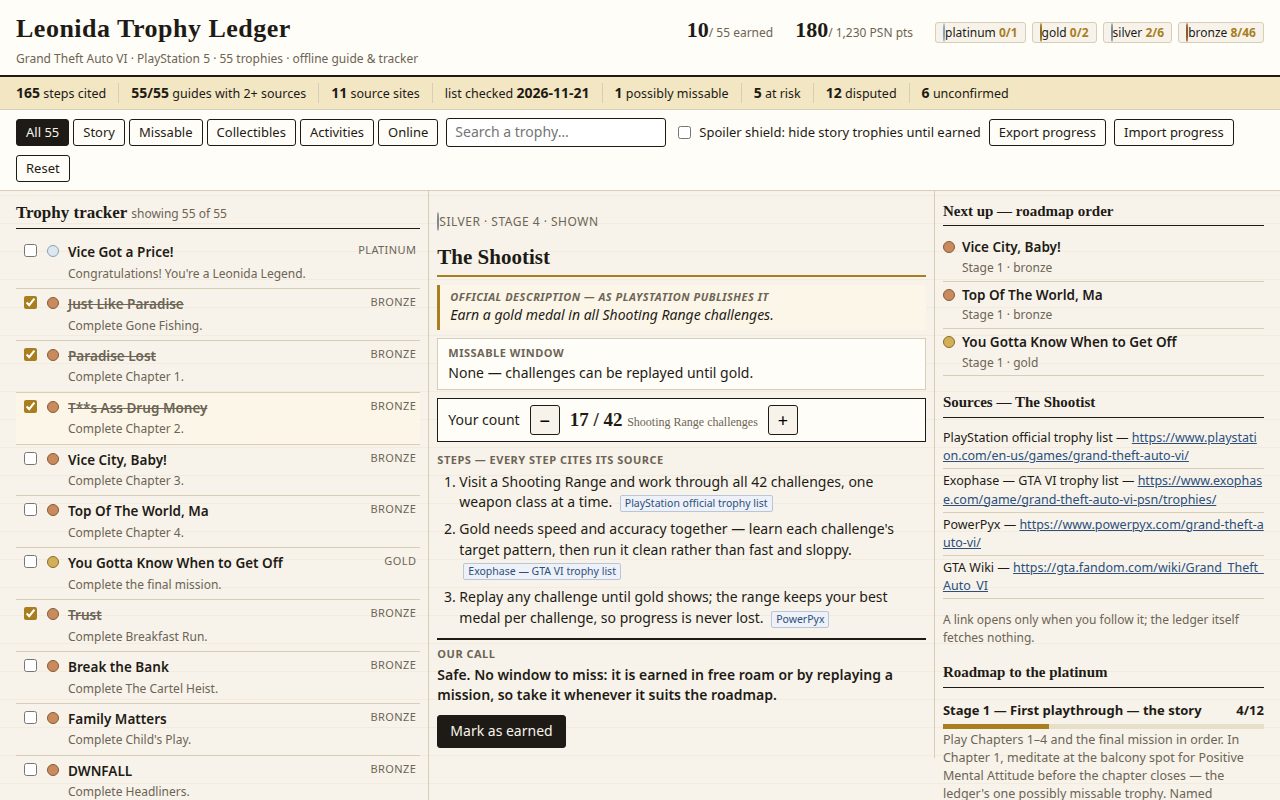 Leonida Trophy Ledger
Grand Theft Auto VI · PlayStation 5 · 55 trophies · offline guide & tracker
10 / 55 earned
180 / 1,230 PSN pts
platinum 0/1
gold 0/2
silver 2/6
bronze 8/46
165 steps cited
55/55 guides with 2+ sources
11 source sites
list checked 2026-11-21
1 possibly missable
5 at risk
12 disputed
6 unconfirmed
All 55
Story
Missable
Collectibles
Activities
Online
Search a trophy...
Spoiler shield: hide story trophies until earned
Export progress
Import progress
Reset
Trophy tracker showing 55 of 55
Vice Got a Price! PLATINUM
Congratulations! You're a Leonida Legend.
Just Like Paradise BRONZE
Complete Gone Fishing.
Paradise Lost BRONZE
Complete Chapter 1.
T**s Ass Drug Money BRONZE
Complete Chapter 2.
Vice City, Baby! BRONZE
Complete Chapter 3.
Top Of The World, Ma BRONZE
Complete Chapter 4.
You Gotta Know When to Get Off GOLD
Complete the final mission.
Trust BRONZE
Complete Breakfast Run.
Break the Bank BRONZE
Complete The Cartel Heist.
Family Matters BRONZE
Complete Child's Play.
DWNFALL BRONZE
Complete Headliners.
SILVER · STAGE 4 · SHOWN
The Shootist
OFFICIAL DESCRIPTION — AS PLAYSTATION PUBLISHES IT
Earn a gold medal in all Shooting Range challenges.
MISSABLE WINDOW
None — challenges can be replayed until gold.
Your count − 17 / 42 Shooting Range challenges +
STEPS — EVERY STEP CITES ITS SOURCE
1. Visit a Shooting Range and work through all 42 challenges, one
weapon class at a time. PlayStation official trophy list
2. Gold needs speed and accuracy together — learn each challenge's
target pattern, then run it clean rather than fast and sloppy.
Exophase — GTA VI trophy list
3. Replay any challenge until gold shows; the range keeps your best
medal per challenge, so progress is never lost. PowerPyx
OUR CALL
Safe. No window to miss: it is earned in free roam or by replaying a
mission, so take it whenever it suits the roadmap.
Mark as earned
Next up — roadmap order
Vice City, Baby!
Stage 1 · bronze
Top Of The World, Ma
Stage 1 · bronze
You Gotta Know When to Get Off
Stage 1 · gold
Sources — The Shootist
PlayStation official trophy list — https://www.playstati
on.com/en-us/games/grand-theft-auto-vi/
Exophase — GTA VI trophy list — https://www.exophas
e.com/game/grand-theft-auto-vi-psn/trophies/
PowerPyx — https://www.powerpyx.com/grand-theft-a
uto-vi/
GTA Wiki — https://gta.fandom.com/wiki/Grand_Theft_
Auto_VI
A link opens only when you follow it; the ledger itself
fetches nothing.
Roadmap to the platinum
Stage 1 — First playthrough — the story 4/12
Play Chapters 1–4 and the final mission in order. In
Chapter 1, meditate at the balcony spot for Positive
Mental Attitude before the chapter closes — the
ledger's one possibly missable trophy. Named